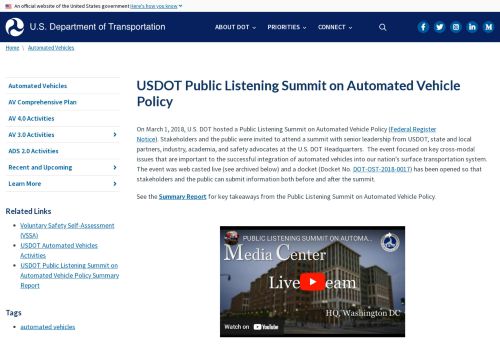 An official website of the United States government Here's how you know
U.S. Department of Transportation
ABOUT DOT
PRIORITIES
CONNECT
Home \ Automated Vehicles
Automated Vehicles
AV Comprehensive Plan
AV 4.0 Activities
AV 3.0 Activities
ADS 2.0 Activities
Recent and Upcoming
Learn More
Related Links
Voluntary Safety Self-Assessment
(VSSA)
USDOT Automated Vehicles
Activities
USDOT Public Listening Summit on
Automated Vehicle Policy Summary
Report
Tags
automated vehicles
USDOT Public Listening Summit on Automated Vehicle
Policy
On March 1, 2018, U.S. DOT hosted a Public Listening Summit on Automated Vehicle Policy (Federal Register
Notice). Stakeholders and the public were invited to attend a summit with senior leadership from USDOT, state and local
partners, industry, academia, and safety advocates at the U.S. DOT Headquarters. The event focused on key cross-modal
issues that are important to the successful integration of automated vehicles into our nation's surface transportation system.
The event was web casted live (see archived below) and a docket (Docket No. DOT-OST-2018-0017) has been opened so that
stakeholders and the public can submit information both before and after the summit.
See the Summary Report for key takeaways from the Public Listening Summit on Automated Vehicle Policy.
PUBLIC LISTENING SUMMIT ON AUTOMA...
Media Center
Live Stream
HQ, Washington DC
Watch on YouTube